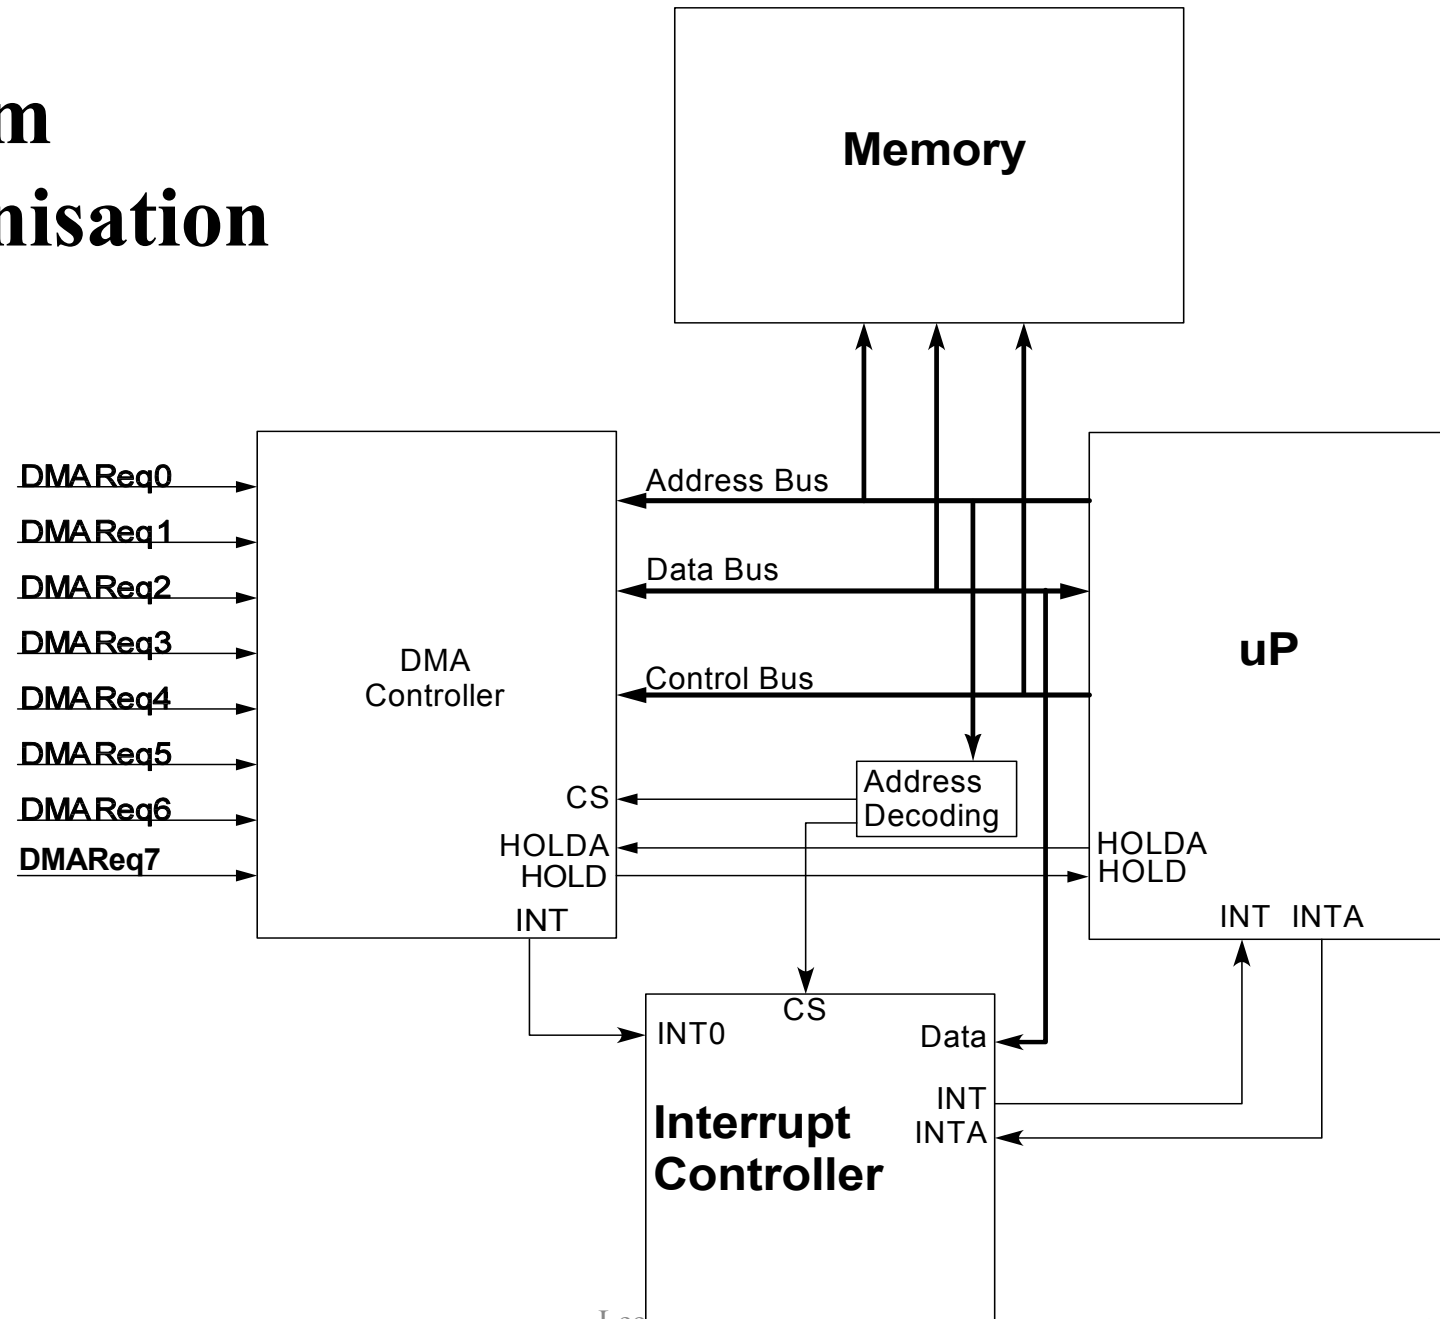 m
nisation
Memory
DMAReq0
DMAReq1
DMAReq2
DMAReq3
DMAReq4
DMAReq5
DMAReq6
DMAReq7
DMA
Controller
CS
HOLDA
HOLD
INT
Address Bus
Data Bus
Control Bus
Address
Decoding
uP
HOLDA
HOLD
INT INTA
CS
INT0
Data
INT
INTA
Interrupt
Controller